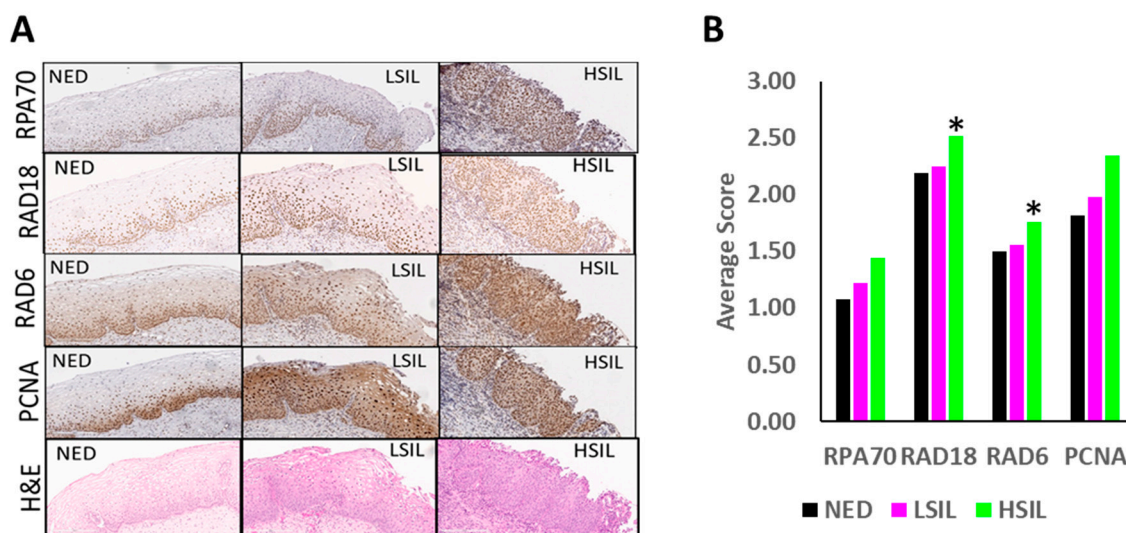 A
RPA70
NED
LSIL
HSIL
RAD18
NED
LSIL
HSIL
RAD6
NED
LSIL
HSIL
PCNA
NED
LSIL
HSIL
H&E
NED
LSIL
HSIL
B
Average Score
3.00
2.50
2.00
1.50
1.00
0.50
0.00
*
*
RPA70 RAD18 RAD6 PCNA
NED LSIL HSIL